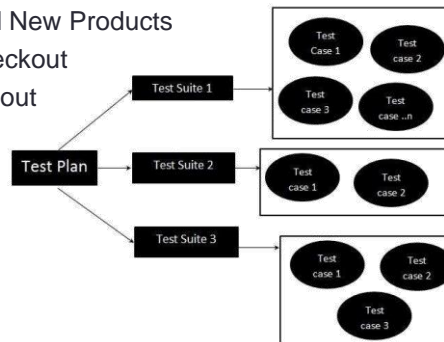 New Products
out
Test Plan
Test Suite 1
Test
Case 1
Test
case 2
Test
case 3
Test
case ..n
Test Suite 2
Test
case 1
Test
case 2
Test Suite 3
Test
case 1
Test
case 2
Test
case 3